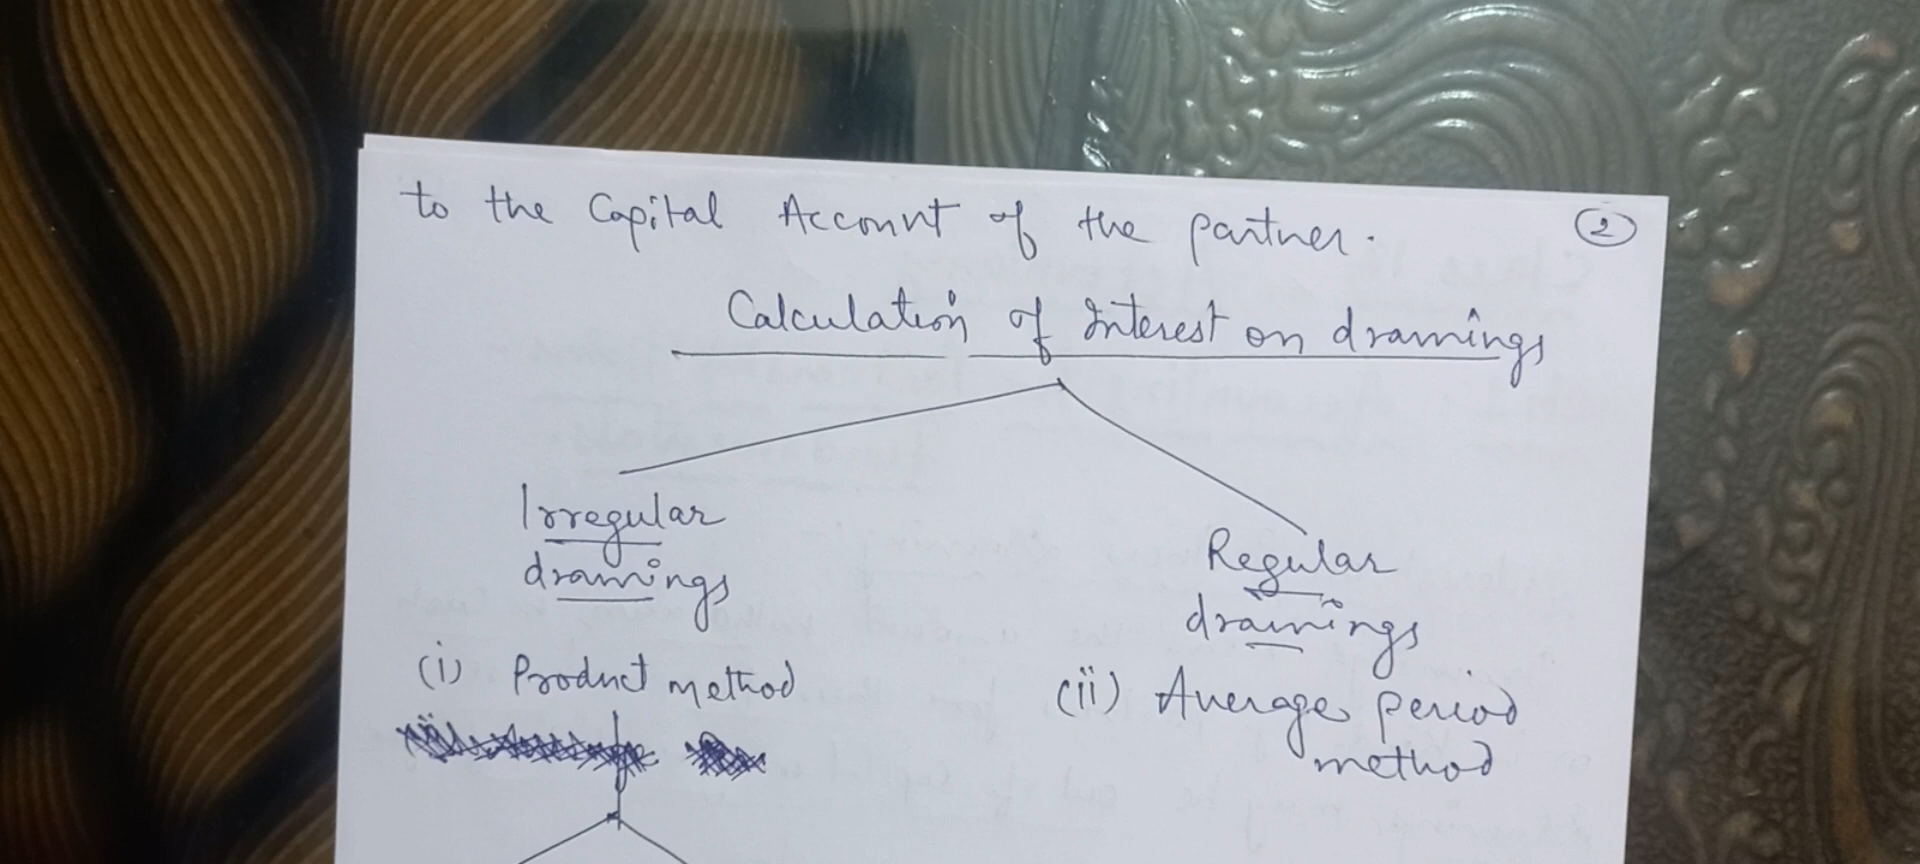 to the Capital Account of the partner. 2
Calculation of Interest on drawings
Irregular
drawings
Regular
drawings
(i) Product method
(ii) Average period
method